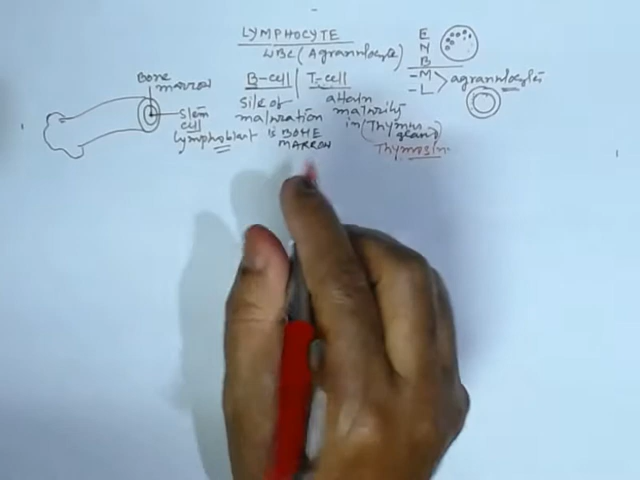 LYMPHOCYTE
WBC (Agranulocyte)
E
N
B
- M
- L
agranulocytes
Bone
marrow
Stem
cell
lymphoblast
B-cell
T-cell
Site of
maturation
is BONE
MARROW
attain
maturity
in (Thymus
gland)
Thymosin